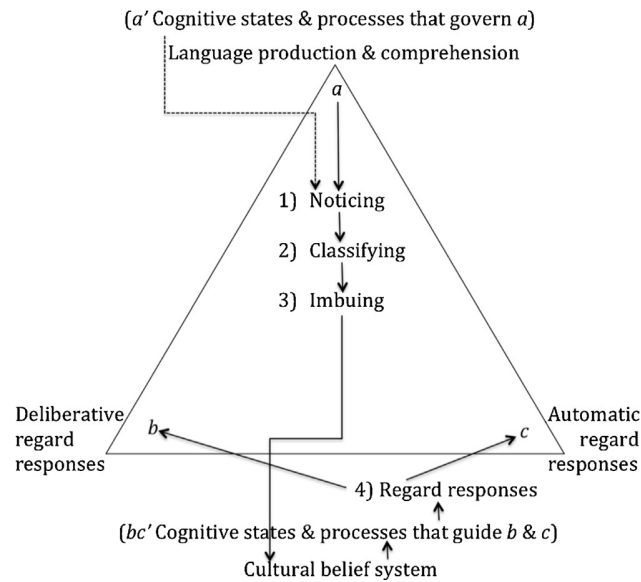 (a’ Cognitive states & processes that govern a)
Language production & comprehension
a
1) Noticing
2) Classifying
3) Imbuing
Deliberative
regard
responses
b
c
Automatic
regard
responses
4) Regard responses
(bc’ Cognitive states & processes that guide b & c)
Cultural belief system